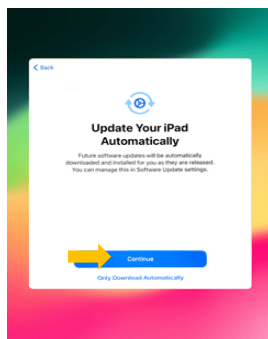 Back
Update Your iPad
Automatically
Future software updates will be automatically
downloaded and installed for you as they are released.
You can manage this in Software Update settings.
Continue
Only Download Automatically